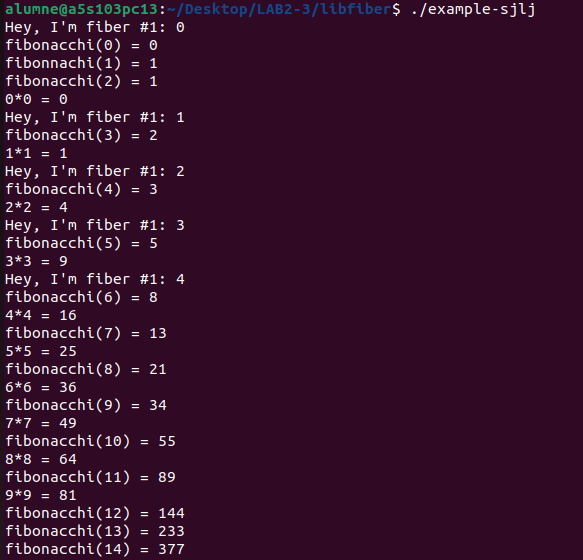 alumne@a5s103pc13:~/Desktop/LAB2-3/libfiber$ ./example-sjlj
Hey, I'm fiber #1: 0
fibonacchi(0) = 0
fibonnachi(1) = 1
fibonacchi(2) = 1
0*0 = 0
Hey, I'm fiber #1: 1
fibonacchi(3) = 2
1*1 = 1
Hey, I'm fiber #1: 2
fibonacchi(4) = 3
2*2 = 4
Hey, I'm fiber #1: 3
fibonacchi(5) = 5
3*3 = 9
Hey, I'm fiber #1: 4
fibonacchi(6) = 8
4*4 = 16
fibonacchi(7) = 13
5*5 = 25
fibonacchi(8) = 21
6*6 = 36
fibonacchi(9) = 34
7*7 = 49
fibonacchi(10) = 55
8*8 = 64
fibonacchi(11) = 89
9*9 = 81
fibonacchi(12) = 144
fibonacchi(13) = 233
fibonacchi(14) = 377